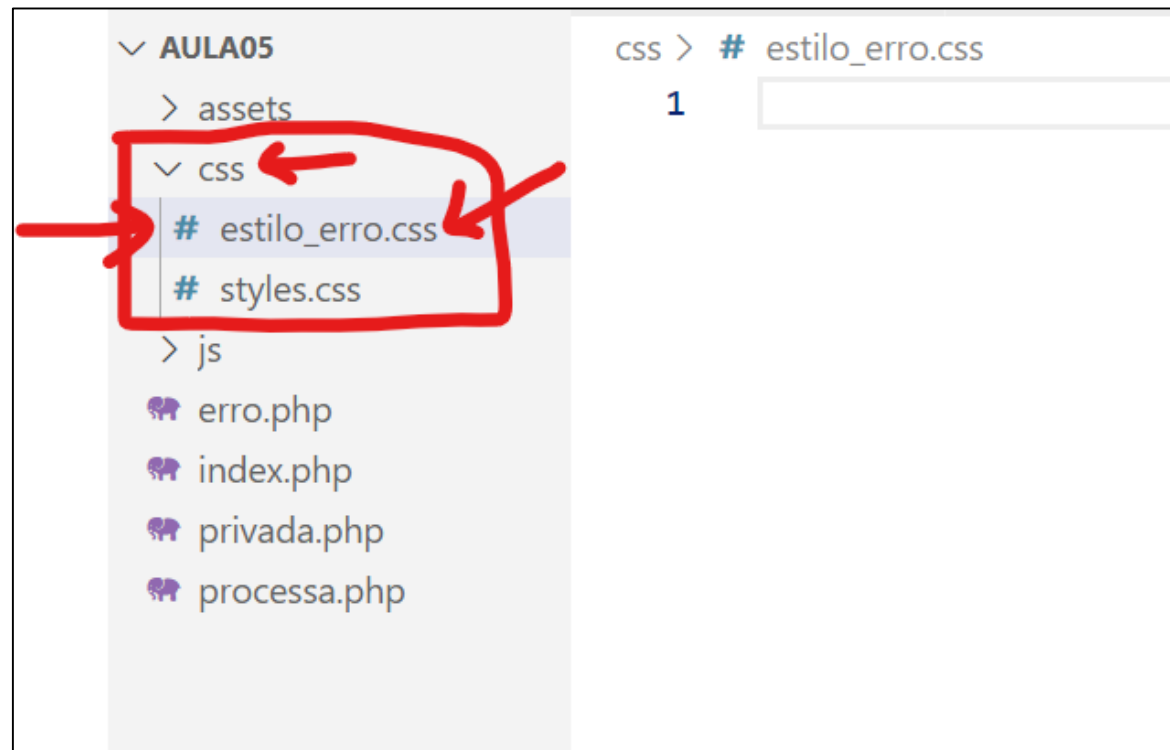 AULA05
assets
css
# estilo_erro.css
# styles.css
js
erro.php
index.php
privada.php
processa.php
css > # estilo_erro.css
1